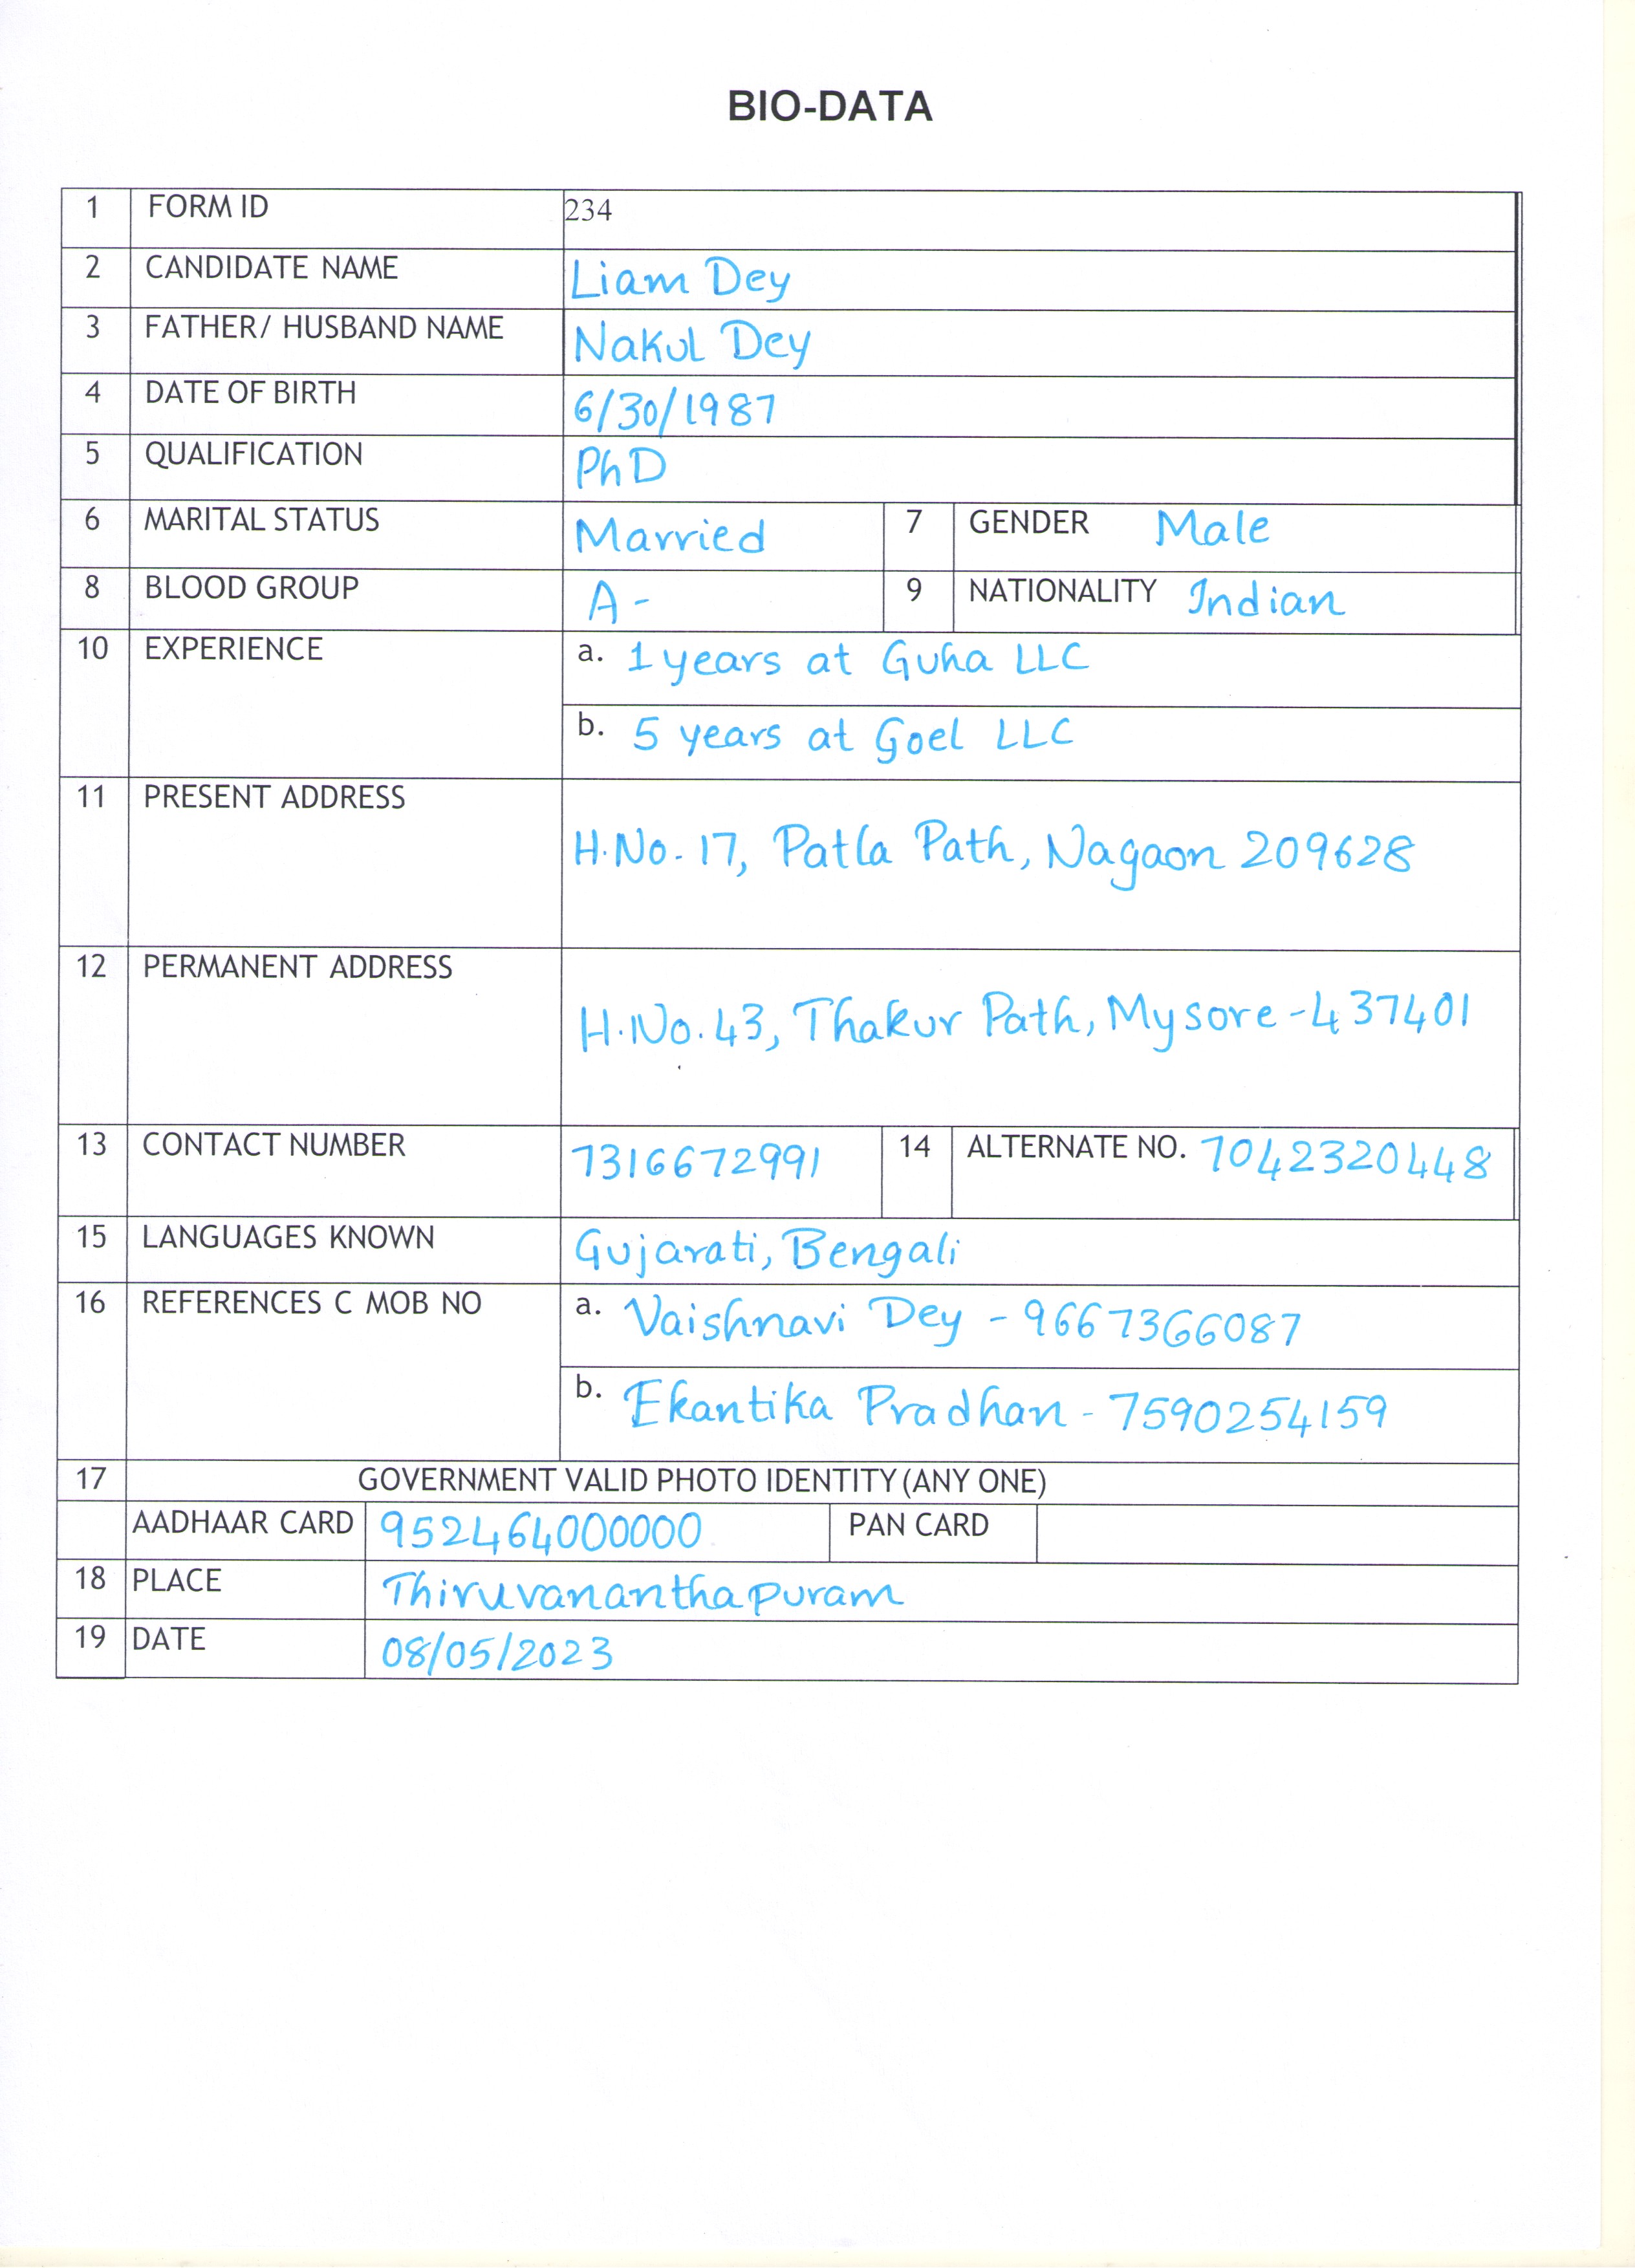 BIO-DATA
1 FORM ID 234
2 CANDIDATE NAME Liam Dey
3 FATHER/ HUSBAND NAME Nakul Dey
4 DATE OF BIRTH 6/30/1987
5 QUALIFICATION PhD
6 MARITAL STATUS Married 7 GENDER Male
8 BLOOD GROUP A- 9 NATIONALITY Indian
10 EXPERIENCE a. 1 years at Guha LLC
b. 5 years at Goel LLC
11 PRESENT ADDRESS
H.No. 17, Patla Path, Nagaon 209628
12 PERMANENT ADDRESS
H.No. 43, Thakur Path, Mysore-437401
13 CONTACT NUMBER 7316672991 14 ALTERNATE NO. 7042320448
15 LANGUAGES KNOWN Gujarati, Bengali
16 REFERENCES C MOB NO a. Vaishnavi Dey - 9667366087
b. Ekantika Pradhan - 7590254159
17 GOVERNMENT VALID PHOTO IDENTITY (ANY ONE)
AADHAAR CARD 952464000000 PAN CARD
18 PLACE Thiruvananthapuram
19 DATE 08/05/2023